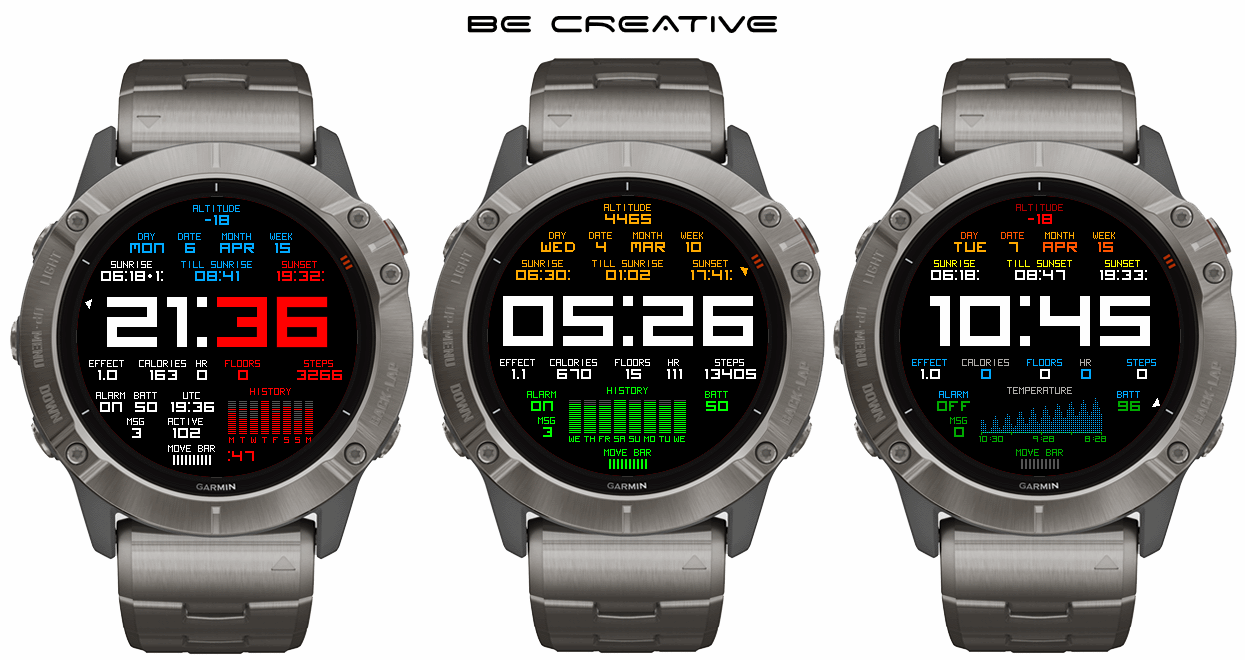 BE CREATIVE
ALTITUDE
-18
DAY DATE MONTH WEEK
MON 6 APR 15
SUNRISE TILL SUNRISE SUNSET
06:18•1: 08:41 19:32:
21:36
EFFECT CALORIES HR FLOORS STEPS
1.0 163 0 0 3266
ALARM BATT UTC HISTORY
ON 50 19:36
MSG ACTIVE
3 102
M T W T F S S M
MOVE BAR :47
GARMIN
LIGHT
UP·MENU
DOWN
BACK·LAP
ALTITUDE
4465
DAY DATE MONTH WEEK
WED 4 MAR 10
SUNRISE TILL SUNRISE SUNSET
06:30: 01:02 17:41:
05:26
EFFECT CALORIES FLOORS HR STEPS
1.1 670 15 111 13405
ALARM HISTORY BATT
ON 50
MSG
3
WE TH FR SA SU MO TU WE
MOVE BAR
GARMIN
LIGHT
UP·MENU
DOWN
BACK·LAP
ALTITUDE
-18
DAY DATE MONTH WEEK
TUE 7 APR 15
SUNRISE TILL SUNSET SUNSET
06:18: 08:47 19:33:
10:45
EFFECT CALORIES FLOORS HR STEPS
1.0 0 0 0 0
ALARM TEMPERATURE BATT
OFF 96
MSG
0
10:30 9:28 8:28
MOVE BAR
GARMIN
LIGHT
UP·MENU
DOWN
BACK·LAP